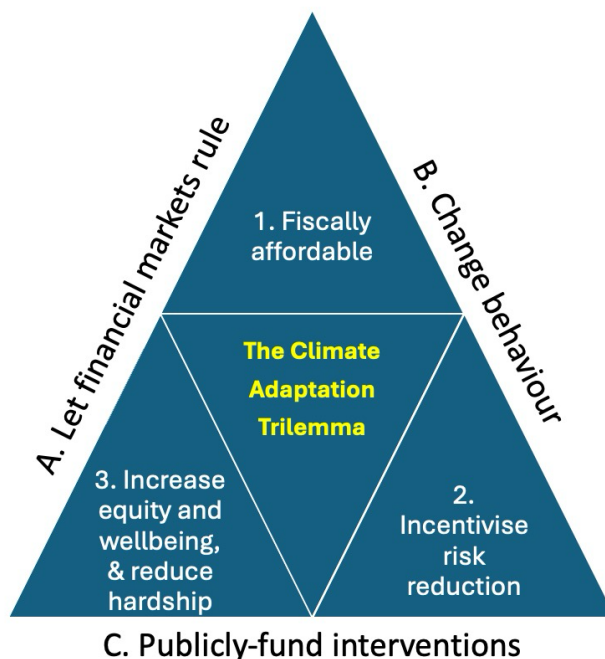 A. Let financial markets rule
B. Change behaviour
1. Fiscally
affordable
The Climate
Adaptation
Trilemma
3. Increase
equity and
wellbeing,
& reduce
hardship
2.
Incentivise
risk
reduction
C. Publicly-fund interventions